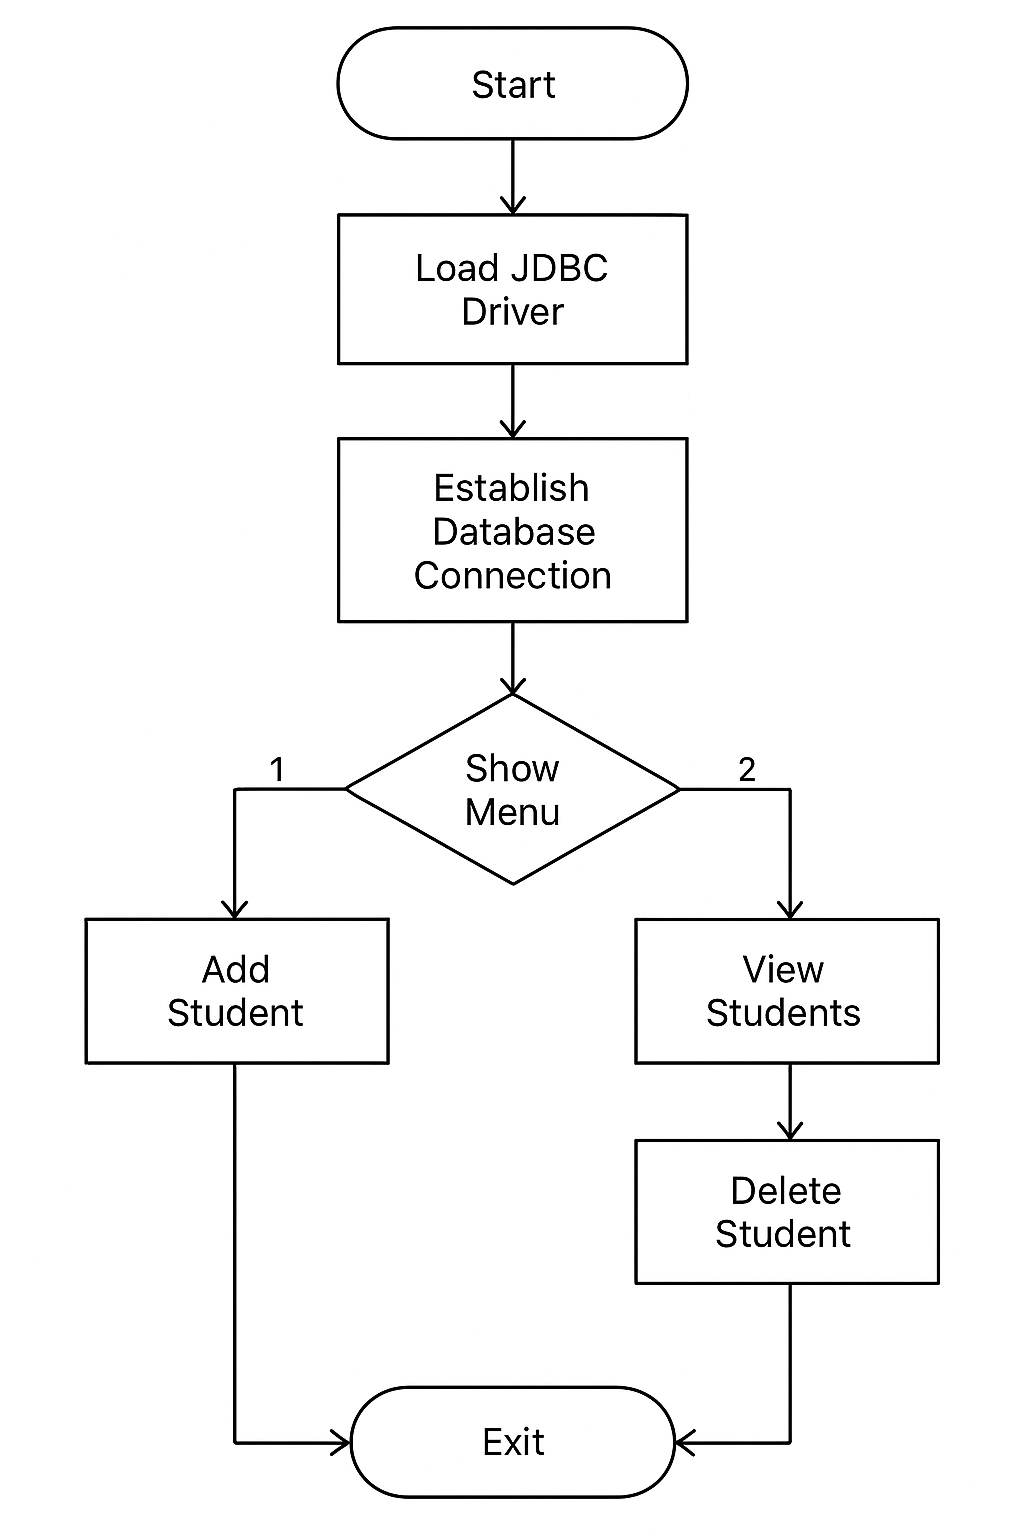 Start
Load JDBC
Driver
Establish
Database
Connection
Show
Menu
1
2
Add
Student
View
Students
Delete
Student
Exit